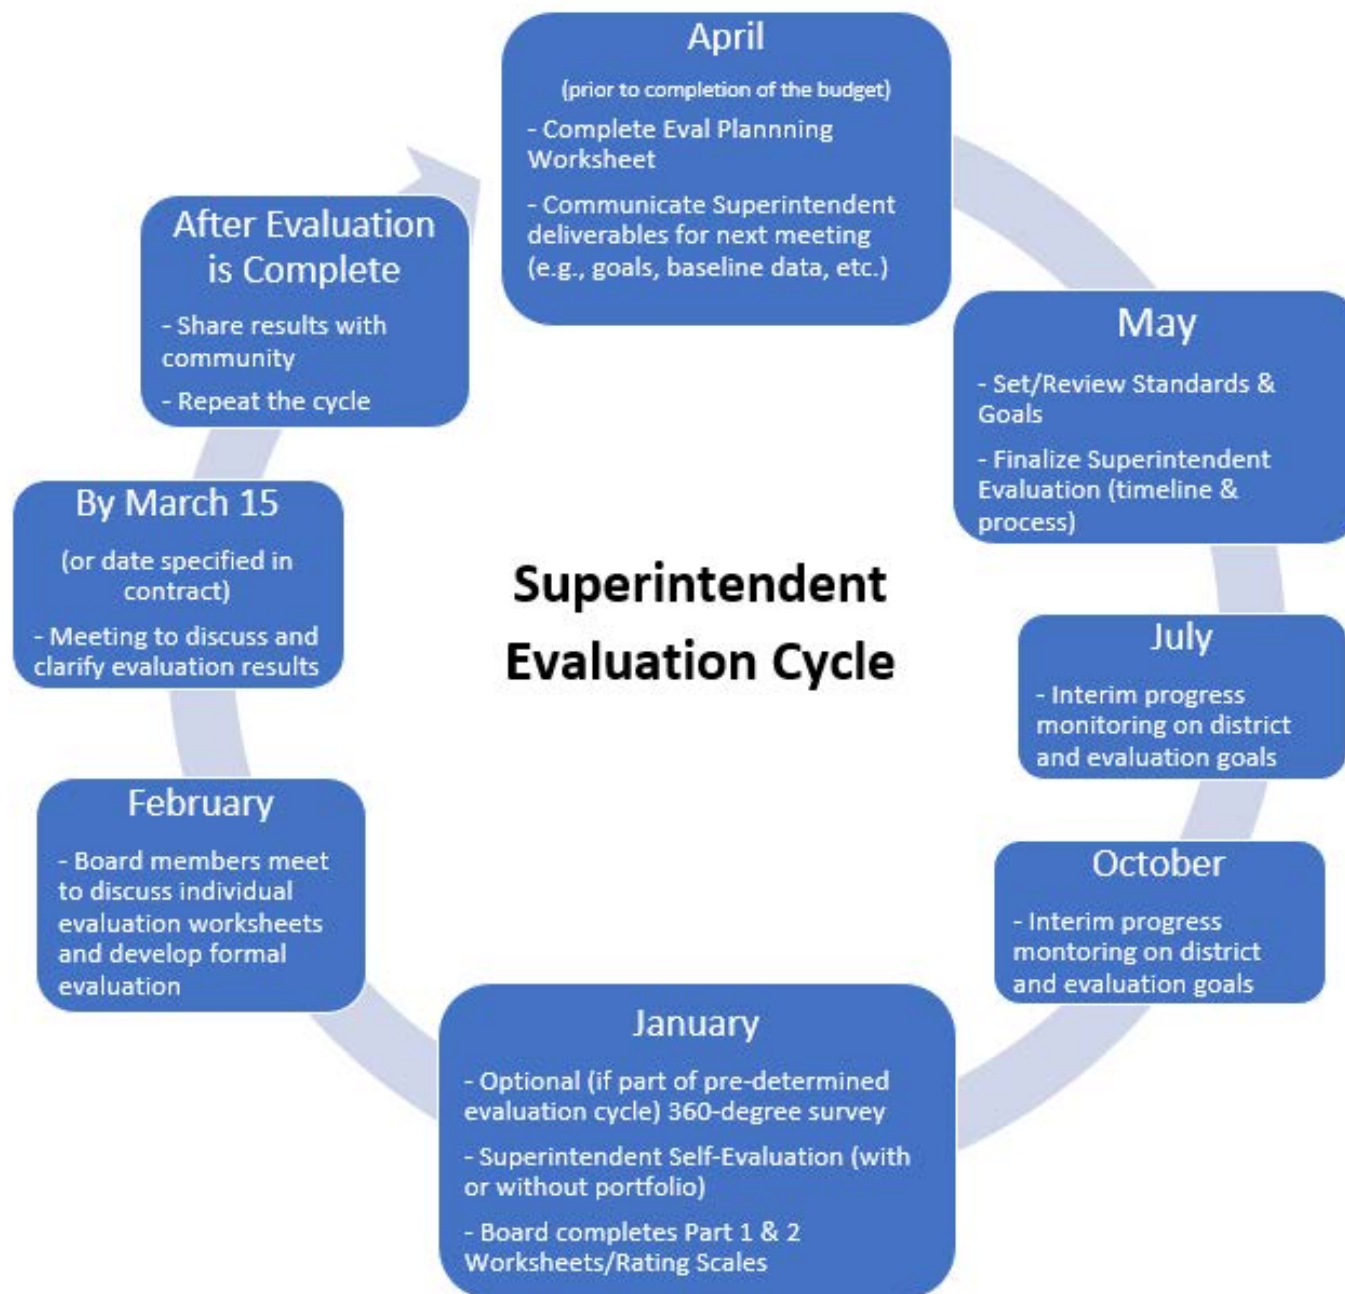 April
(prior to completion of the budget)
- Complete Eval Plannning
Worksheet
- Communicate Superintendent
deliverables for next meeting
(e.g., goals, baseline data, etc.)
May
- Set/Review Standards &
Goals
- Finalize Superintendent
Evaluation (timeline &
process)
July
- Interim progress
monitoring on district
and evaluation goals
October
- Interim progress
montoring on district
and evaluation goals
January
- Optional (if part of pre-determined
evaluation cycle) 360-degree survey
- Superintendent Self-Evaluation (with
or without portfolio)
- Board completes Part 1 & 2
Worksheets/Rating Scales
February
- Board members meet
to discuss individual
evaluation worksheets
and develop formal
evaluation
By March 15
(or date specified in
contract)
- Meeting to discuss and
clarify evaluation results
After Evaluation
is Complete
- Share results with
community
- Repeat the cycle
Superintendent
Evaluation Cycle